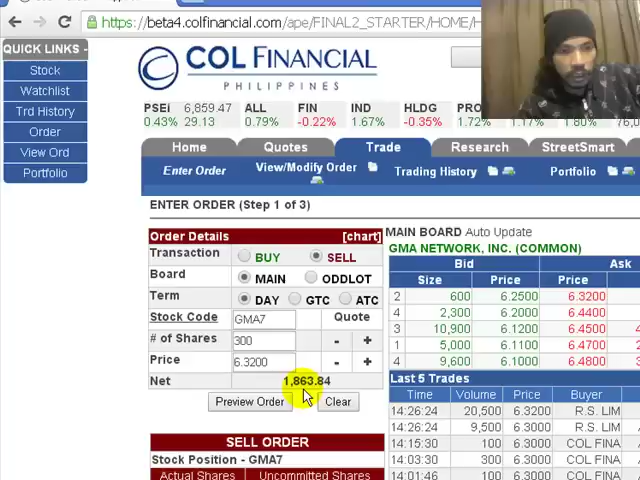 https://beta4.colfinancial.com/ape/FINAL2_STARTER/HOME/H
QUICK LINKS -
Stock
Watchlist
Trd History
Order
View Ord
Portfolio
COL FINANCIAL
PHILIPPINES
PSEi 6,859.47 ALL FIN IND HLDG PRO
0.43% 29.13 0.79% -0.22% 1.67% -0.35% 1.72% 1.17% 1.80% 76.0
Home Quotes Trade Research StreetSmart
Enter Order View/Modify Order Trading History Portfolio
ENTER ORDER (Step 1 of 3)
Order Details [chart]
Transaction BUY SELL
Board MAIN ODDLOT
Term DAY GTC ATC
Stock Code GMA7 Quote
# of Shares 300 - +
Price 6.3200 - +
Net 1,863.84
Preview Order Clear
SELL ORDER
Stock Position - GMA7
Actual Shares Uncommitted Shares
MAIN BOARD Auto Update
GMA NETWORK, INC. (COMMON)
Bid Ask
Size Price Price Size
2 600 6.2500 6.3200
4 2,300 6.2000 6.4400
3 10,900 6.1200 6.4500
1 5,000 6.1100 6.4700
4 9,600 6.1000 6.4800
Last 5 Trades
Time Volume Price Buyer
14:26:24 20,500 6.3200 R.S. LIM
14:26:24 9,500 6.3000 R.S. LIM
14:15:30 100 6.3000 COL FINA
14:03:30 300 6.3000 COL FINA
14:01:46 100 6.3000 COL FINA